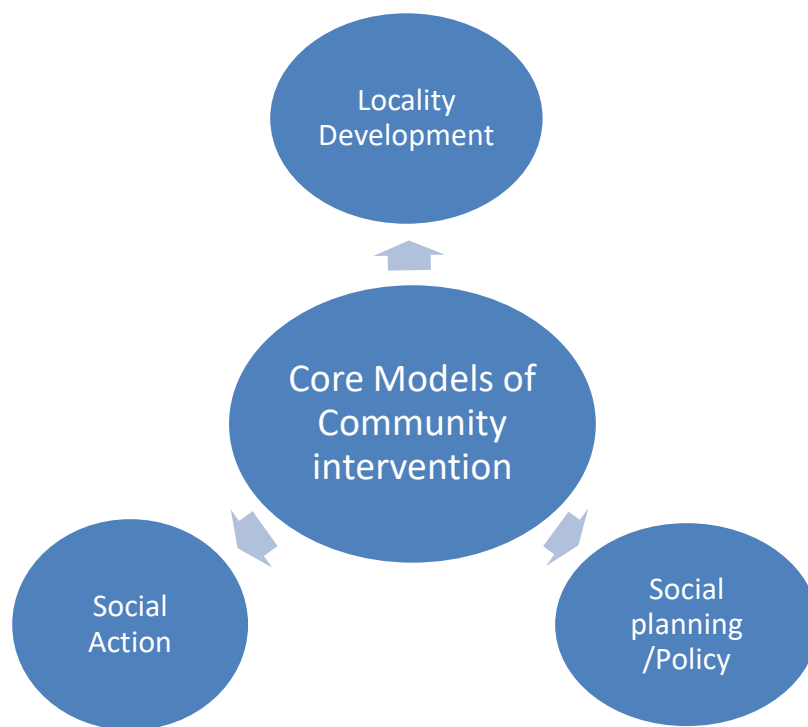 Locality
Development
Core Models of
Community
intervention
Social
Action
Social
planning
/Policy